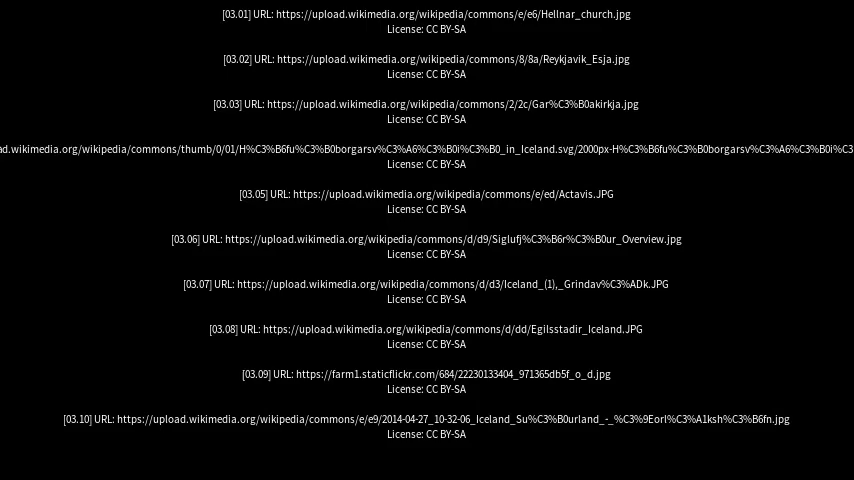 [03.01] URL: https://upload.wikimedia.org/wikipedia/commons/e/e6/Hellnar_church.jpg
License: CC BY-SA
[03.02] URL: https://upload.wikimedia.org/wikipedia/commons/8/8a/Reykjavik_Esja.jpg
License: CC BY-SA
[03.03] URL: https://upload.wikimedia.org/wikipedia/commons/2/2c/Gar%C3%B0akirkja.jpg
License: CC BY-SA
ad.wikimedia.org/wikipedia/commons/thumb/0/01/H%C3%B6fu%C3%B0borgarsv%C3%A6%C3%B0i%C3%B0_in_Iceland.svg/2000px-H%C3%B6fu%C3%B0borgarsv%C3%A6%C3%B0i%C3
License: CC BY-SA
[03.05] URL: https://upload.wikimedia.org/wikipedia/commons/e/ed/Actavis.JPG
License: CC BY-SA
[03.06] URL: https://upload.wikimedia.org/wikipedia/commons/d/d9/Siglufj%C3%B6r%C3%B0ur_Overview.jpg
License: CC BY-SA
[03.07] URL: https://upload.wikimedia.org/wikipedia/commons/d/d3/Iceland_(1),_Grindav%C3%ADk.JPG
License: CC BY-SA
[03.08] URL: https://upload.wikimedia.org/wikipedia/commons/d/dd/Egilsstadir_Iceland.JPG
License: CC BY-SA
[03.09] URL: https://farm1.staticflickr.com/684/22230133404_971365db5f_o_d.jpg
License: CC BY-SA
[03.10] URL: https://upload.wikimedia.org/wikipedia/commons/e/e9/2014-04-27_10-32-06_Iceland_Su%C3%B0urland_-_%C3%9Eorl%C3%A1ksh%C3%B6fn.jpg
License: CC BY-SA